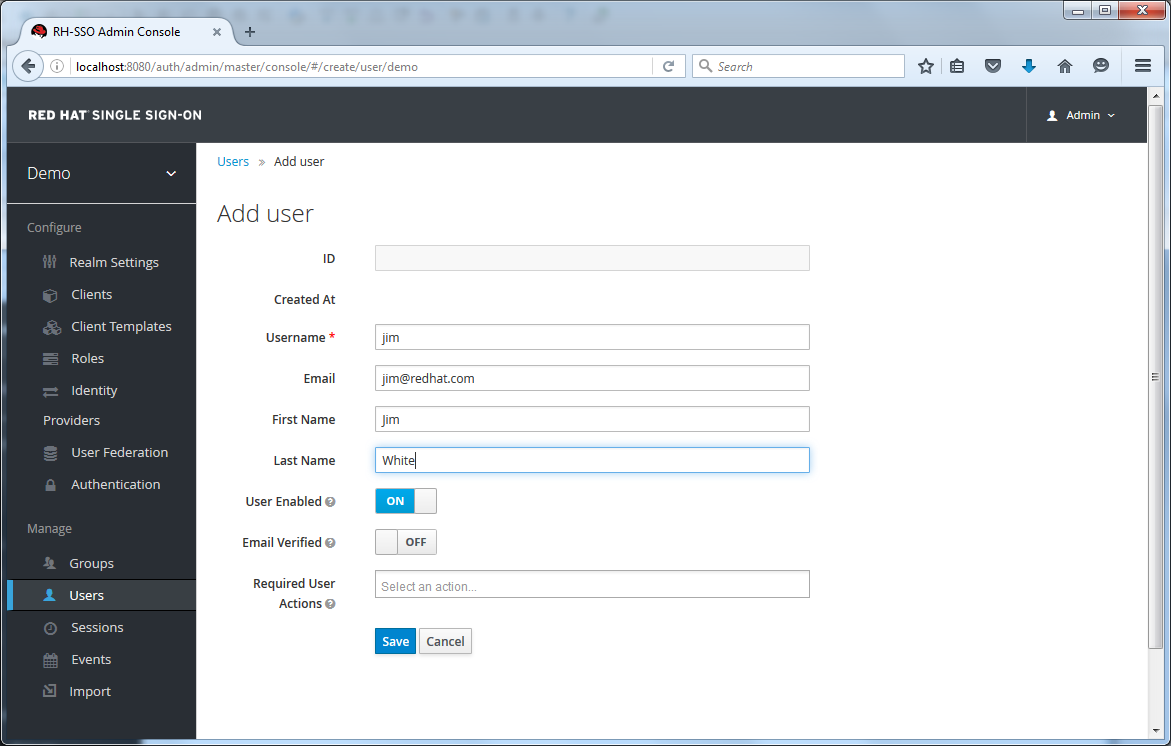 RH-SSO Admin Console
localhost:8080/auth/admin/master/console/#/create/user/demo
Search
RED HAT SINGLE SIGN-ON
Admin
Demo
Users » Add user
Configure
Realm Settings
Clients
Client Templates
Roles
Identity
Providers
User Federation
Authentication
Manage
Groups
Users
Sessions
Events
Import
Add user
ID
Created At
Username * jim
Email jim@redhat.com
First Name Jim
Last Name White
User Enabled ON
Email Verified OFF
Required User
Actions Select an action...
Save Cancel